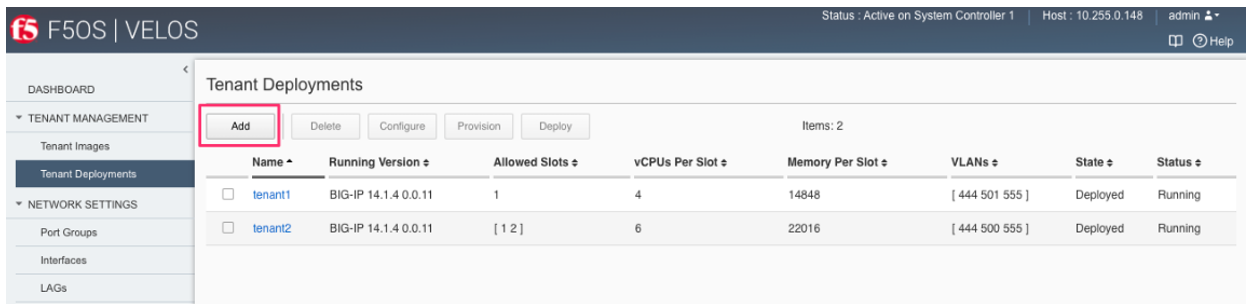 Status : Active on System Controller 1 Host : 10.255.0.148 admin
f5 F5OS | VELOS
Help
DASHBOARD
TENANT MANAGEMENT
Tenant Images
Tenant Deployments
NETWORK SETTINGS
Port Groups
Interfaces
LAGs
Tenant Deployments
Add Delete Configure Provision Deploy Items: 2
Name Running Version Allowed Slots vCPUs Per Slot Memory Per Slot VLANs State Status
tenant1 BIG-IP 14.1.4 0.0.11 1 4 14848 [ 444 501 555 ] Deployed Running
tenant2 BIG-IP 14.1.4 0.0.11 [ 1 2 ] 6 22016 [ 444 500 555 ] Deployed Running